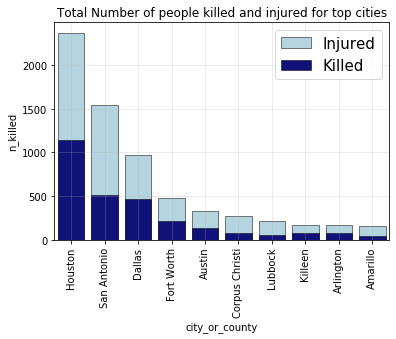 Total Number of people killed and injured for top cities
Injured
Killed
n_killed
2000
1500
1000
500
0
Houston
San Antonio
Dallas
Fort Worth
Austin
Corpus Christi
Lubbock
Killeen
Arlington
Amarillo
city_or_county